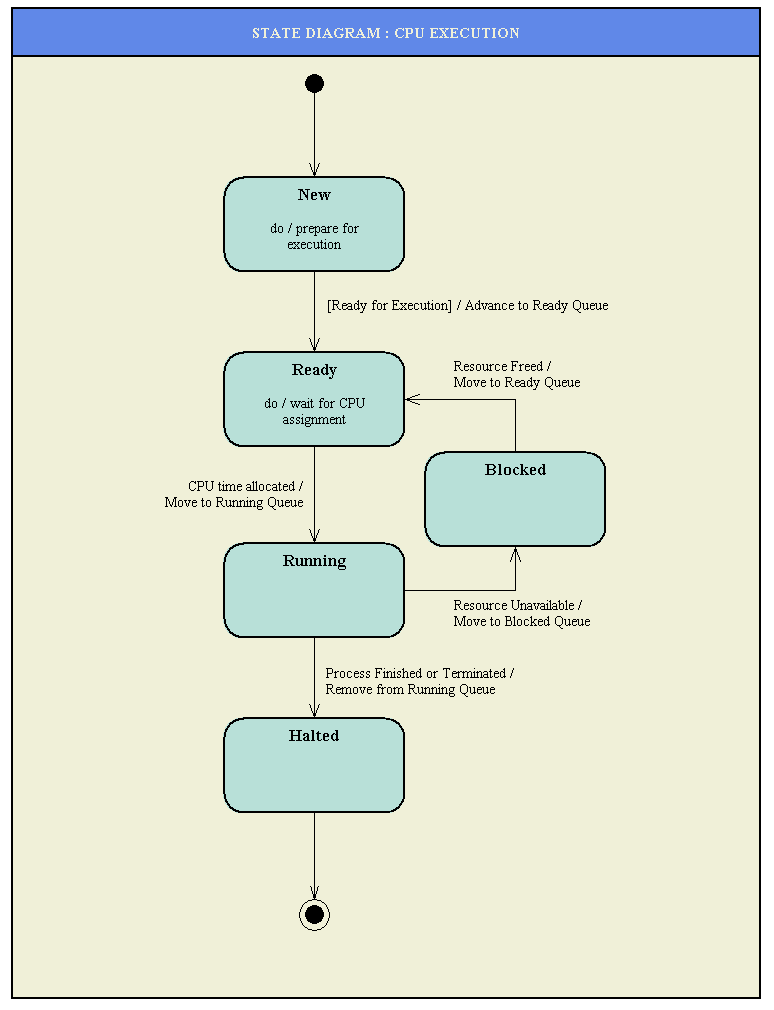 STATE DIAGRAM : CPU EXECUTION
New
do / prepare for
execution
[Ready for Execution] / Advance to Ready Queue
Ready
do / wait for CPU
assignment
Resource Freed /
Move to Ready Queue
Blocked
CPU time allocated /
Move to Running Queue
Running
Resource Unavailable /
Move to Blocked Queue
Process Finished or Terminated /
Remove from Running Queue
Halted